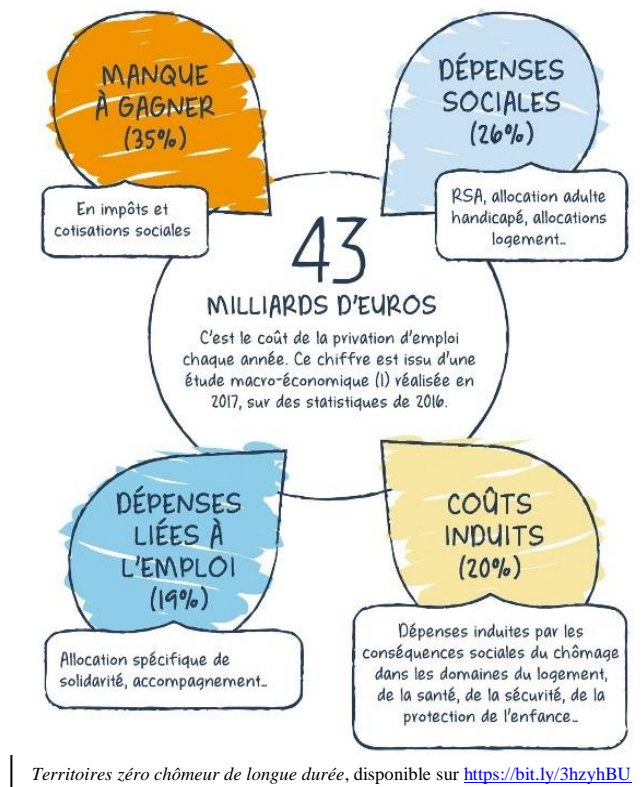 MANQUE
À GAGNER
(35%)
En impôts et
cotisations sociales
DÉPENSES
SOCIALES
(26%)
RSA, allocation adulte
handicapé, allocations
logement...
43
MILLIARDS D'EUROS
C'est le coût de la privation d'emploi
chaque année. Ce chiffre est issu d'une
étude macro-économique (1) réalisée en
2017, sur des statistiques de 2016.
DÉPENSES
LIÉES À
L'EMPLOI
(19%)
Allocation spécifique de
solidarité, accompagnement...
COÛTS
INDUITS
(20%)
Dépenses induites par les
conséquences sociales du chômage
dans les domaines du logement,
de la santé, de la sécurité, de la
protection de l'enfance...
Territoires zéro chômeur de longue durée, disponible sur https://bit.ly/3hzyhBU